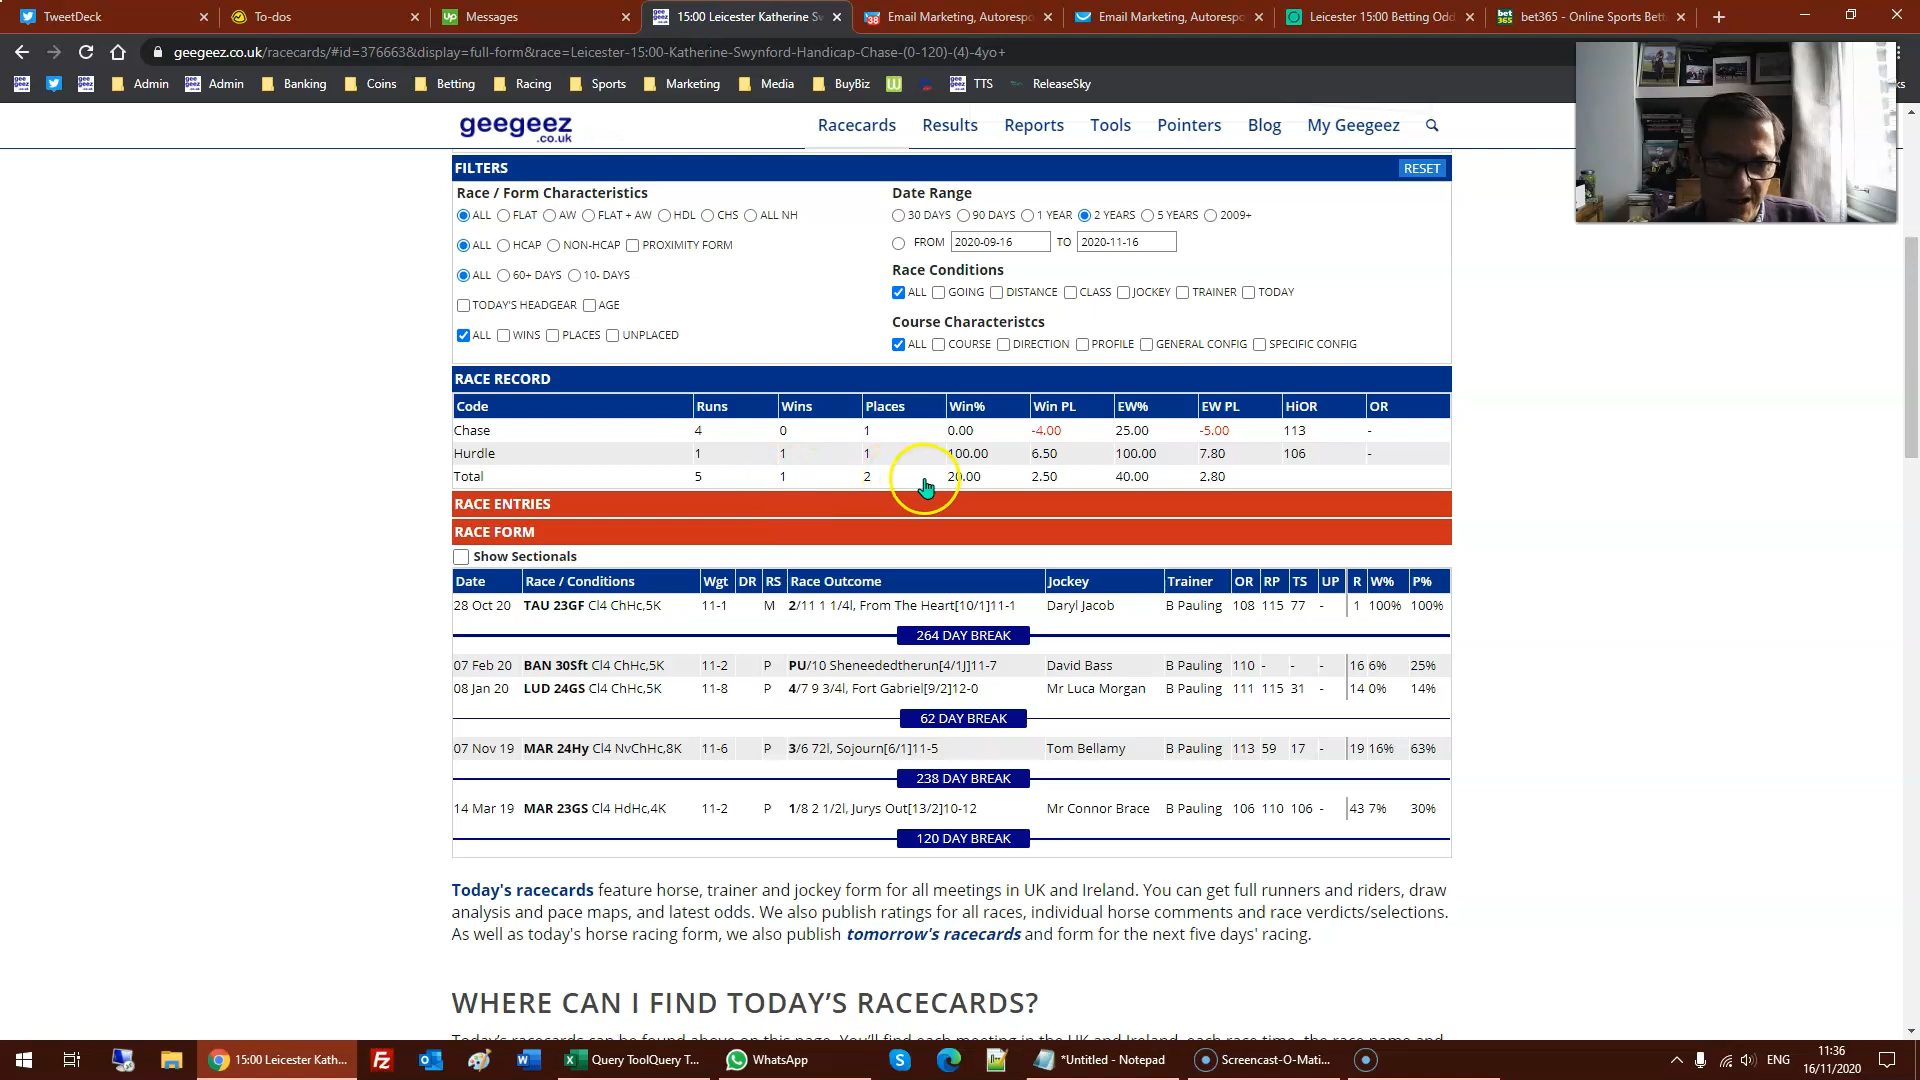 TweetDeck To-dos Messages 15:00 Leicester Katherine Sw Email Marketing, Autorespo Email Marketing, Autorespo Leicester 15:00 Betting Odd bet365 - Online Sports Bett
geegeez.co.uk/racecards/#id=376663&display=full-form&race=Leicester-15:00-Katherine-Swynford-Handicap-Chase-(0-120)-(4)-4yo+
Admin Admin Banking Coins Betting Racing Sports Marketing Media BuyBiz TTS ReleaseSky
geegeez .co.uk Racecards Results Reports Tools Pointers Blog My Geegeez
FILTERS RESET
Race / Form Characteristics Date Range
ALL FLAT AW FLAT + AW HDL CHS ALL NH 30 DAYS 90 DAYS 1 YEAR 2 YEARS 5 YEARS 2009+
ALL HCAP NON-HCAP PROXIMITY FORM FROM 2020-09-16 TO 2020-11-16
ALL 60+ DAYS 10- DAYS Race Conditions
ALL GOING DISTANCE CLASS JOCKEY TRAINER TODAY
TODAY'S HEADGEAR AGE
Course Characteristcs
ALL WINS PLACES UNPLACED ALL COURSE DIRECTION PROFILE GENERAL CONFIG SPECIFIC CONFIG
RACE RECORD
Code Runs Wins Places Win% Win PL EW% EW PL HiOR OR
Chase 4 0 1 0.00 -4.00 25.00 -5.00 113 -
Hurdle 1 1 1 100.00 6.50 100.00 7.80 106 -
Total 5 1 2 20.00 2.50 40.00 2.80
RACE ENTRIES
RACE FORM
Show Sectionals
Date Race / Conditions Wgt DR RS Race Outcome Jockey Trainer OR RP TS UP R W% P%
28 Oct 20 TAU 23GF Cl4 ChHc,5K 11-1 M 2/11 1 1/4l, From The Heart[10/1]11-1 Daryl Jacob B Pauling 108 115 77 - 1 100% 100%
264 DAY BREAK
07 Feb 20 BAN 30Sft Cl4 ChHc,5K 11-2 P PU/10 Sheneededtherun[4/1J]11-7 David Bass B Pauling 110 - - - 16 6% 25%
08 Jan 20 LUD 24GS Cl4 ChHc,5K 11-8 P 4/7 9 3/4l, Fort Gabriel[9/2]12-0 Mr Luca Morgan B Pauling 111 115 31 - 14 0% 14%
62 DAY BREAK
07 Nov 19 MAR 24Hy Cl4 NvChHc,8K 11-6 P 3/6 72l, Sojourn[6/1]11-5 Tom Bellamy B Pauling 113 59 17 - 19 16% 63%
238 DAY BREAK
14 Mar 19 MAR 23GS Cl4 HdHc,4K 11-2 P 1/8 2 1/2l, Jurys Out[13/2]10-12 Mr Connor Brace B Pauling 106 110 106 - 43 7% 30%
120 DAY BREAK
Today's racecards feature horse, trainer and jockey form for all meetings in UK and Ireland. You can get full runners and riders, draw
analysis and pace maps, and latest odds. We also publish ratings for all races, individual horse comments and race verdicts/selections.
As well as today's horse racing form, we also publish tomorrow's racecards and form for the next five days' racing.
WHERE CAN I FIND TODAY'S RACECARDS?
15:00 Leicester Kath... Query ToolQuery T... WhatsApp *Untitled - Notepad Screencast-O-Mati... ENG 11:36
16/11/2020